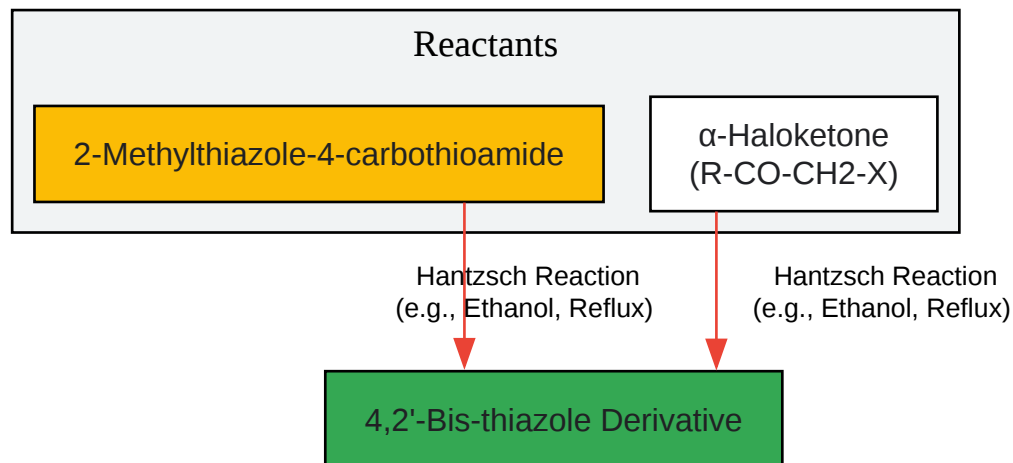 Reactants
2-Methylthiazole-4-carbothioamide
α-Haloketone
(R-CO-CH2-X)
Hantzsch Reaction
(e.g., Ethanol, Reflux)
Hantzsch Reaction
(e.g., Ethanol, Reflux)
4,2'-Bis-thiazole Derivative